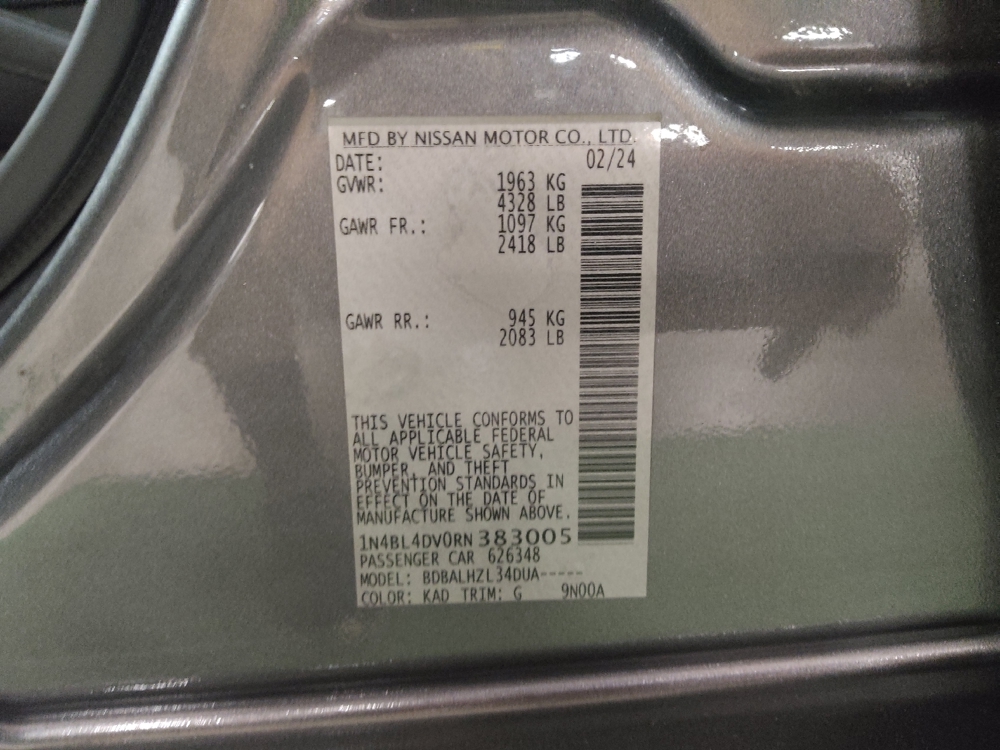 MFD BY NISSAN MOTOR CO., LTD.
DATE: 02/24
GVWR: 1963 KG
4328 LB
GAWR FR.: 1097 KG
2418 LB
GAWR RR.: 945 KG
2083 LB
THIS VEHICLE CONFORMS TO
ALL APPLICABLE FEDERAL
MOTOR VEHICLE SAFETY,
BUMPER, AND THEFT
PREVENTION STANDARDS IN
EFFECT ON THE DATE OF
MANUFACTURE SHOWN ABOVE.
1N4BL4DV0RN383005
PASSENGER CAR 626348
MODEL: BDBALHZL34DUA-----
COLOR: KAD TRIM: G 9N00A